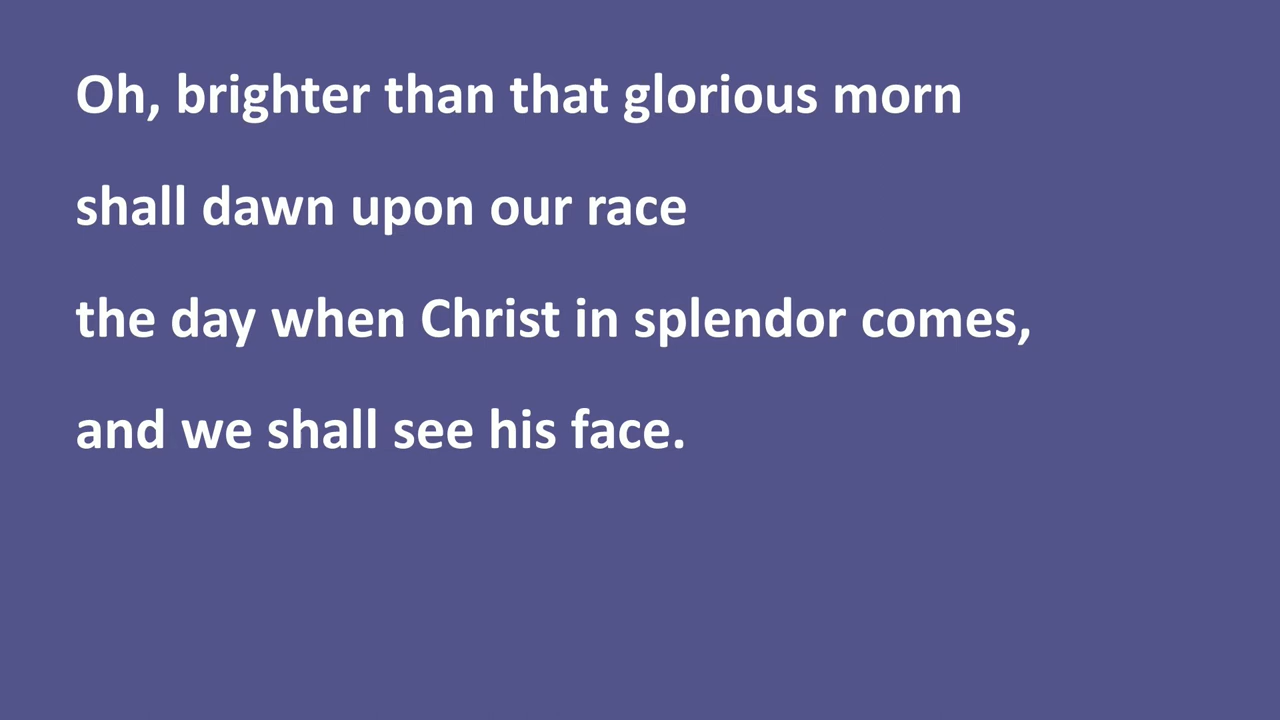 Oh, brighter than that glorious morn
shall dawn upon our race
the day when Christ in splendor comes,
and we shall see his face.